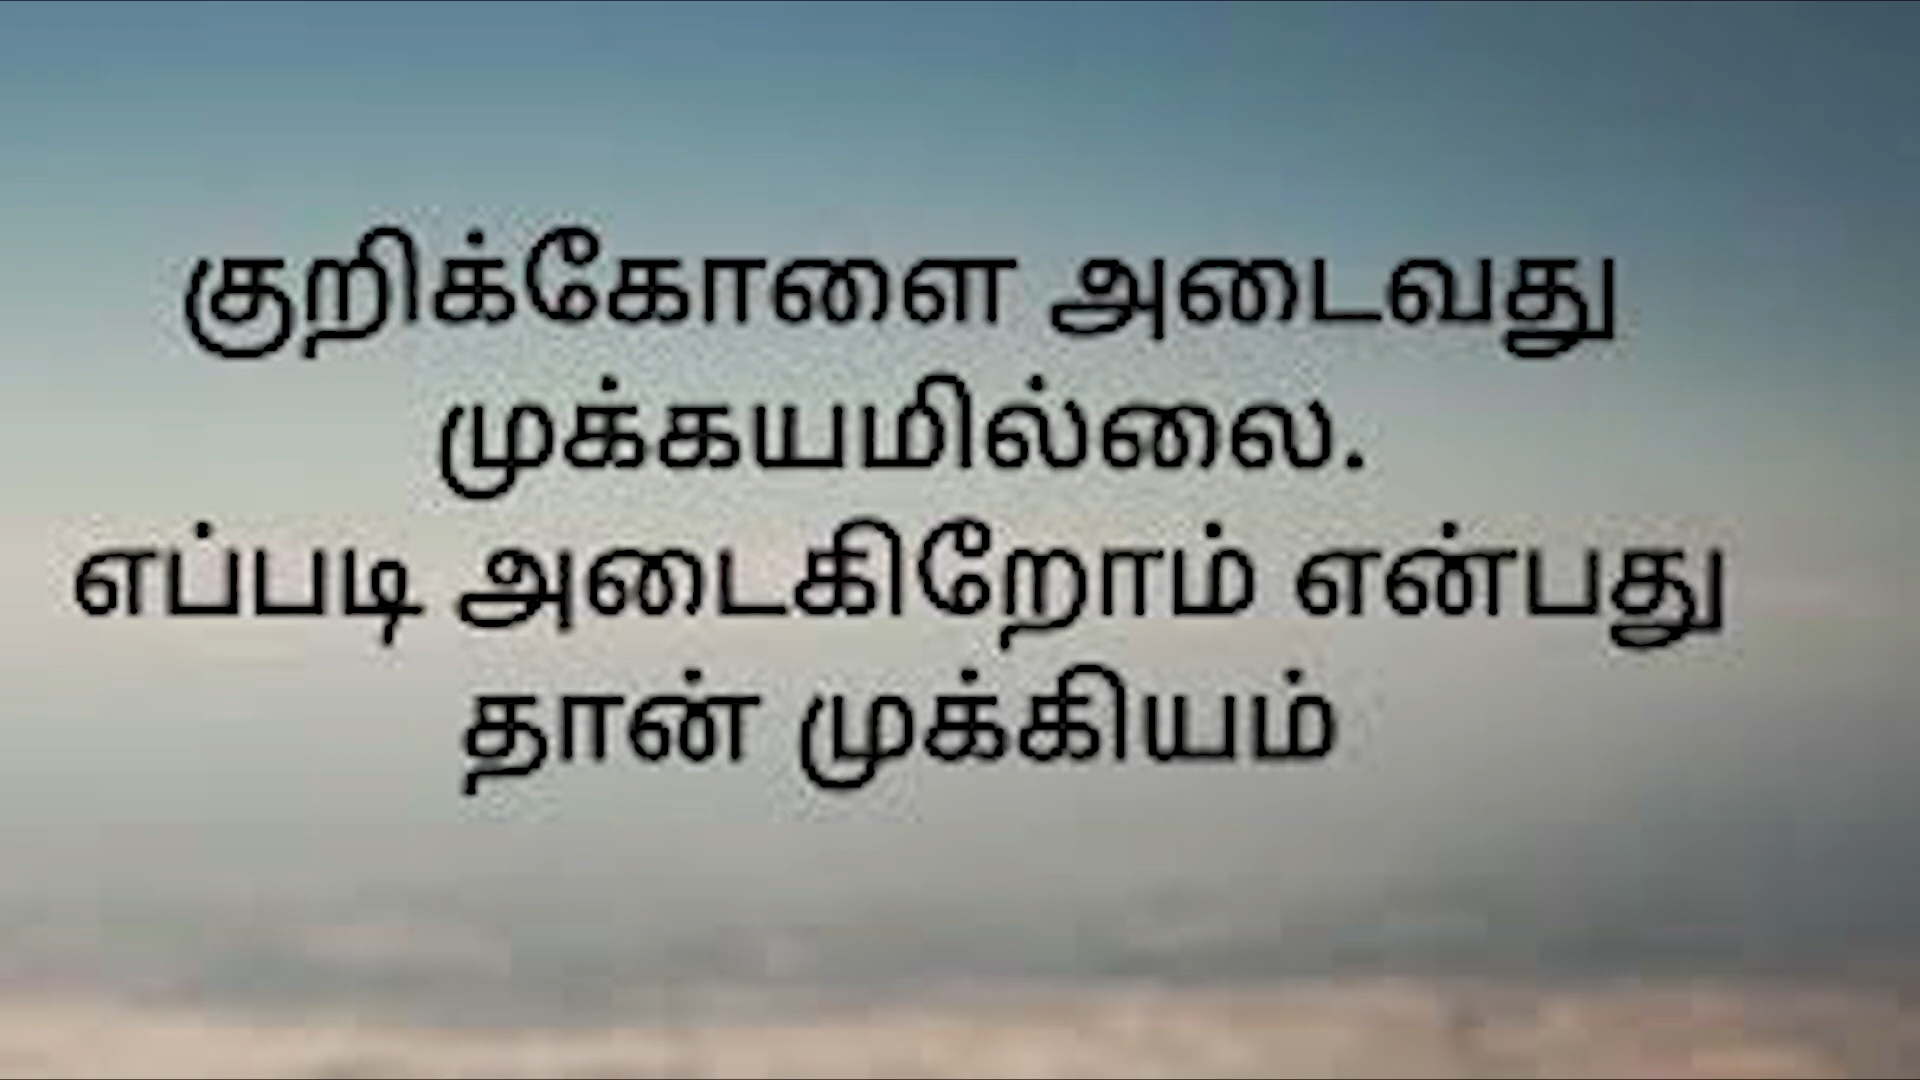 குறிக்கோளை அடைவது
முக்கயமில்லை.
எப்படி அடைகிறோம் என்பது
தான் முக்கியம்